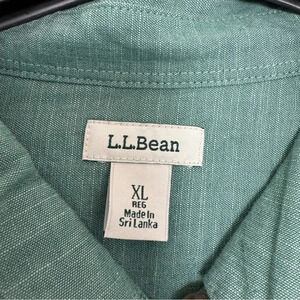 L.L.Bean
XL
REG
Made In
Sri Lanka